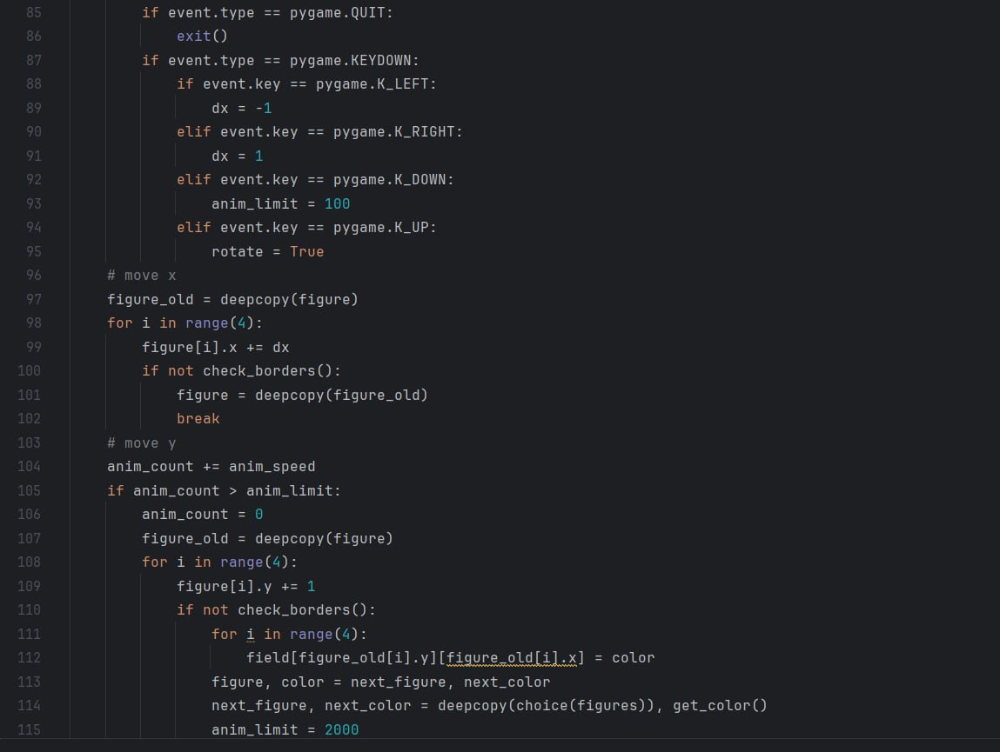 85 if event.type == pygame.QUIT:
86 exit()
87 if event.type == pygame.KEYDOWN:
88 if event.key == pygame.K_LEFT:
89 dx = -1
90 elif event.key == pygame.K_RIGHT:
91 dx = 1
92 elif event.key == pygame.K_DOWN:
93 anim_limit = 100
94 elif event.key == pygame.K_UP:
95 rotate = True
96 # move x
97 figure_old = deepcopy(figure)
98 for i in range(4):
99 figure[i].x += dx
100 if not check_borders():
101 figure = deepcopy(figure_old)
102 break
103 # move y
104 anim_count += anim_speed
105 if anim_count > anim_limit:
106 anim_count = 0
107 figure_old = deepcopy(figure)
108 for i in range(4):
109 figure[i].y += 1
110 if not check_borders():
111 for i in range(4):
112 field[figure_old[i].y][figure_old[i].x] = color
113 figure, color = next_figure, next_color
114 next_figure, next_color = deepcopy(choice(figures)), get_color()
115 anim_limit = 2000